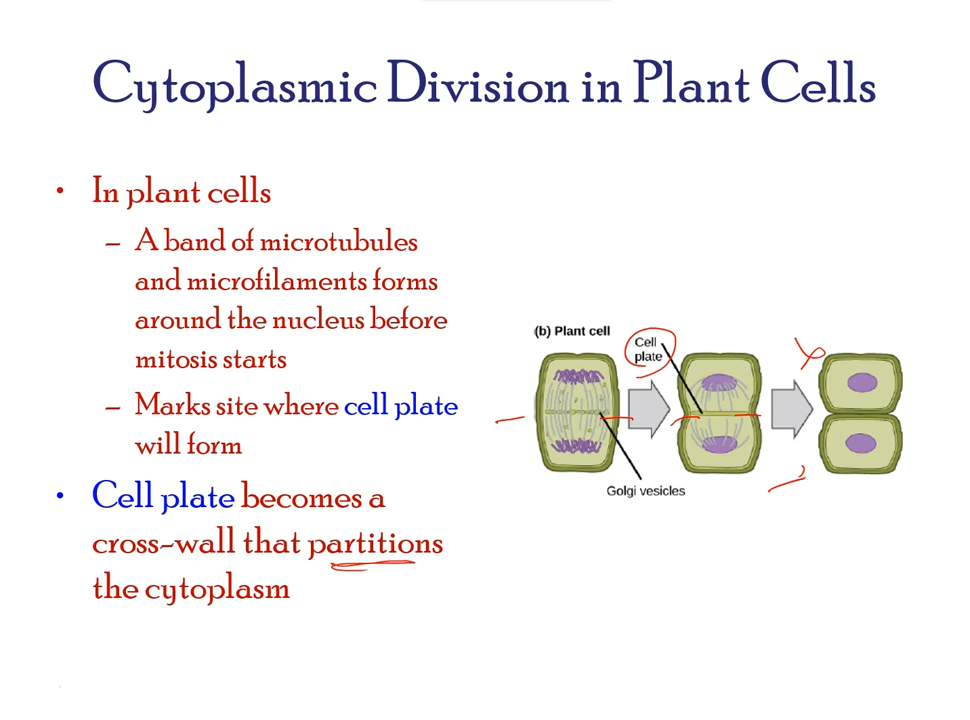 Cytoplasmic Division in Plant Cells
• In plant cells
– A band of microtubules
and microfilaments forms
around the nucleus before
mitosis starts
– Marks site where cell plate
will form
• Cell plate becomes a
cross-wall that partitions
the cytoplasm
(b) Plant cell
Cell
plate
Golgi vesicles